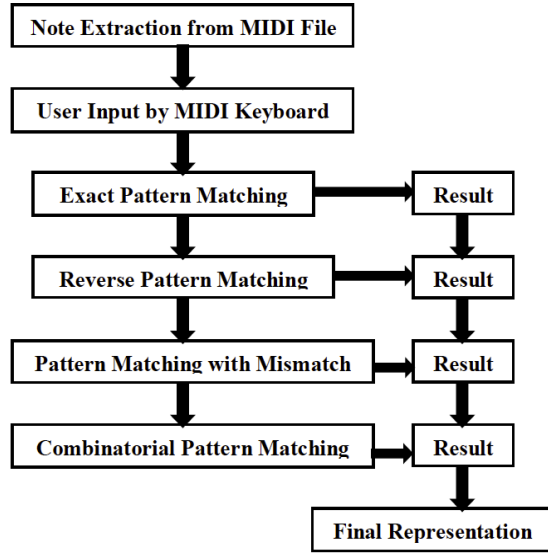 Note Extraction from MIDI File
User Input by MIDI Keyboard
Exact Pattern Matching
Result
Reverse Pattern Matching
Result
Pattern Matching with Mismatch
Result
Combinatorial Pattern Matching
Result
Final Representation